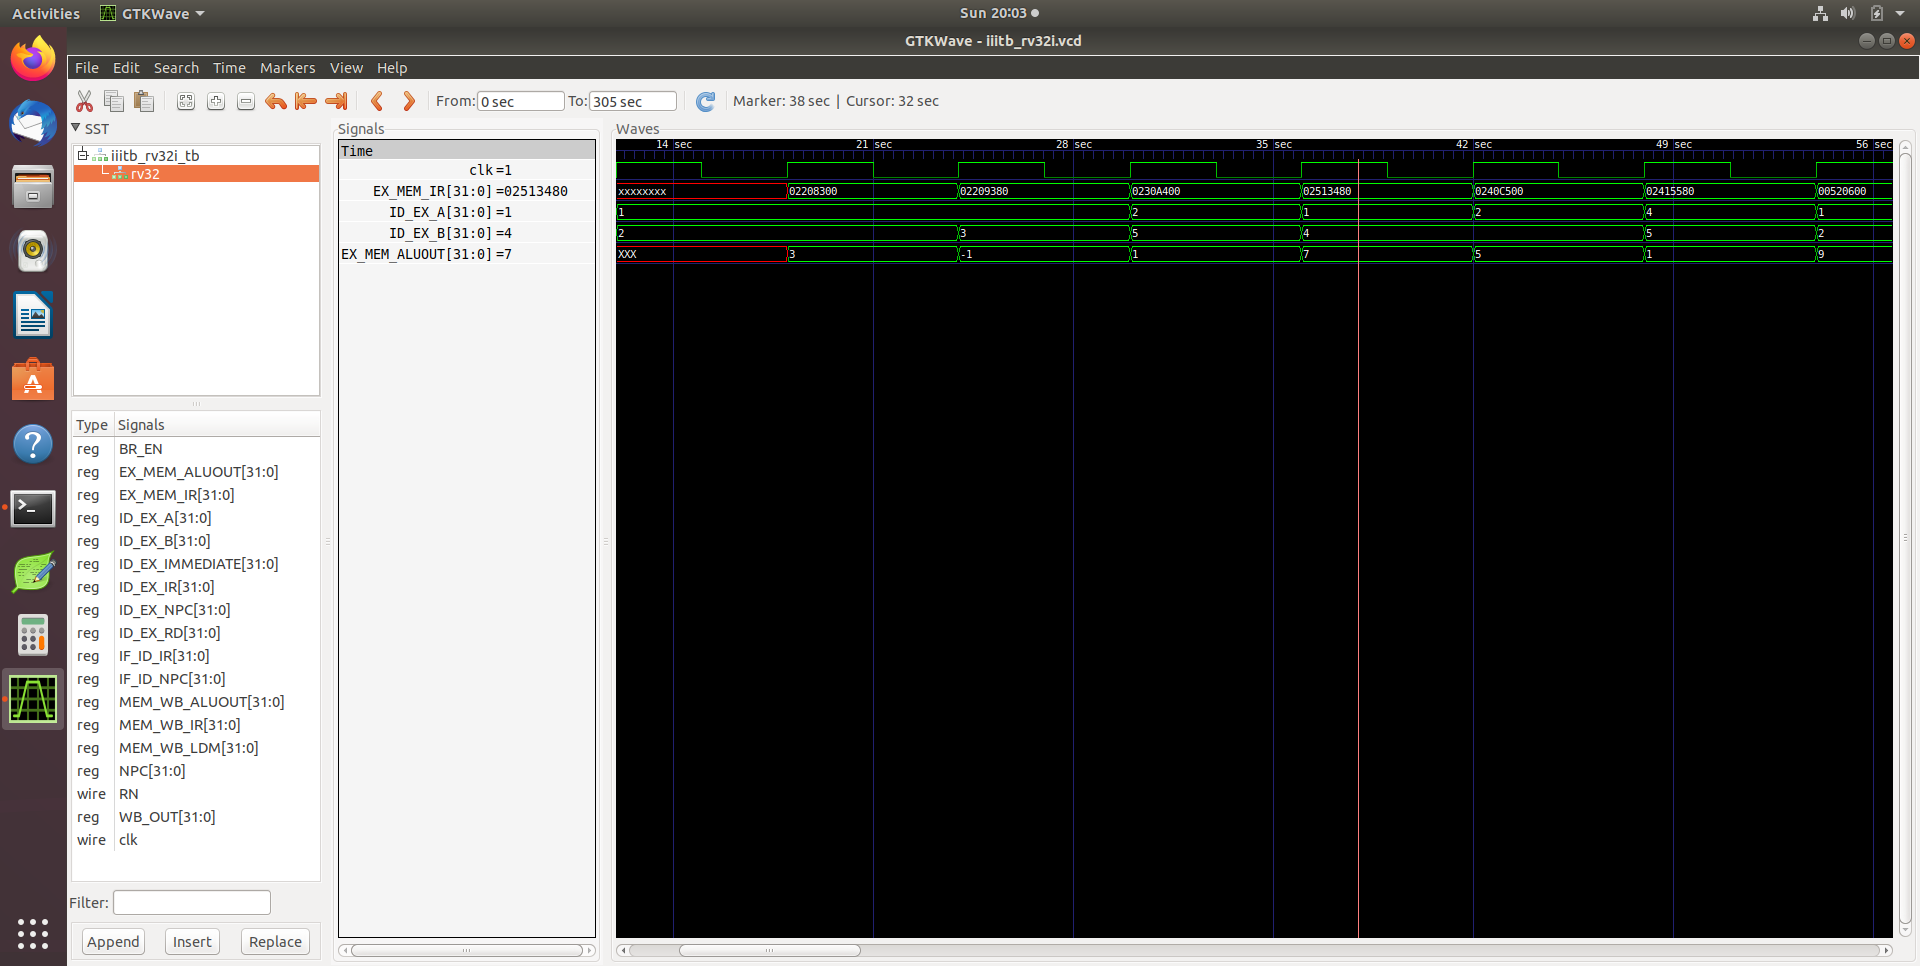 Activities GTKWave Sun 20:03
GTKWave - iiitb_rv32i.vcd
File Edit Search Time Markers View Help
From: 0 sec To: 305 sec Marker: 38 sec | Cursor: 32 sec
SST
iiitb_rv32i_tb
rv32
Type Signals
reg BR_EN
reg EX_MEM_ALUOUT[31:0]
reg EX_MEM_IR[31:0]
reg ID_EX_A[31:0]
reg ID_EX_B[31:0]
reg ID_EX_IMMEDIATE[31:0]
reg ID_EX_IR[31:0]
reg ID_EX_NPC[31:0]
reg ID_EX_RD[31:0]
reg IF_ID_IR[31:0]
reg IF_ID_NPC[31:0]
reg MEM_WB_ALUOUT[31:0]
reg MEM_WB_IR[31:0]
reg MEM_WB_LDM[31:0]
reg NPC[31:0]
wire RN
reg WB_OUT[31:0]
wire clk
Filter:
Append Insert Replace
Signals
Time
clk =1
EX_MEM_IR[31:0] =02513480
ID_EX_A[31:0] =1
ID_EX_B[31:0] =4
EX_MEM_ALUOUT[31:0] =7
Waves
14 sec 21 sec 28 sec 35 sec 42 sec 49 sec 56 sec
xxxxxxxx 02208300 02209380 0230A400 02513480 0240C500 02415580 00520600
1 2 1 2 4 1
2 3 5 4 5 2
XXX 3 -1 1 7 5 1 9